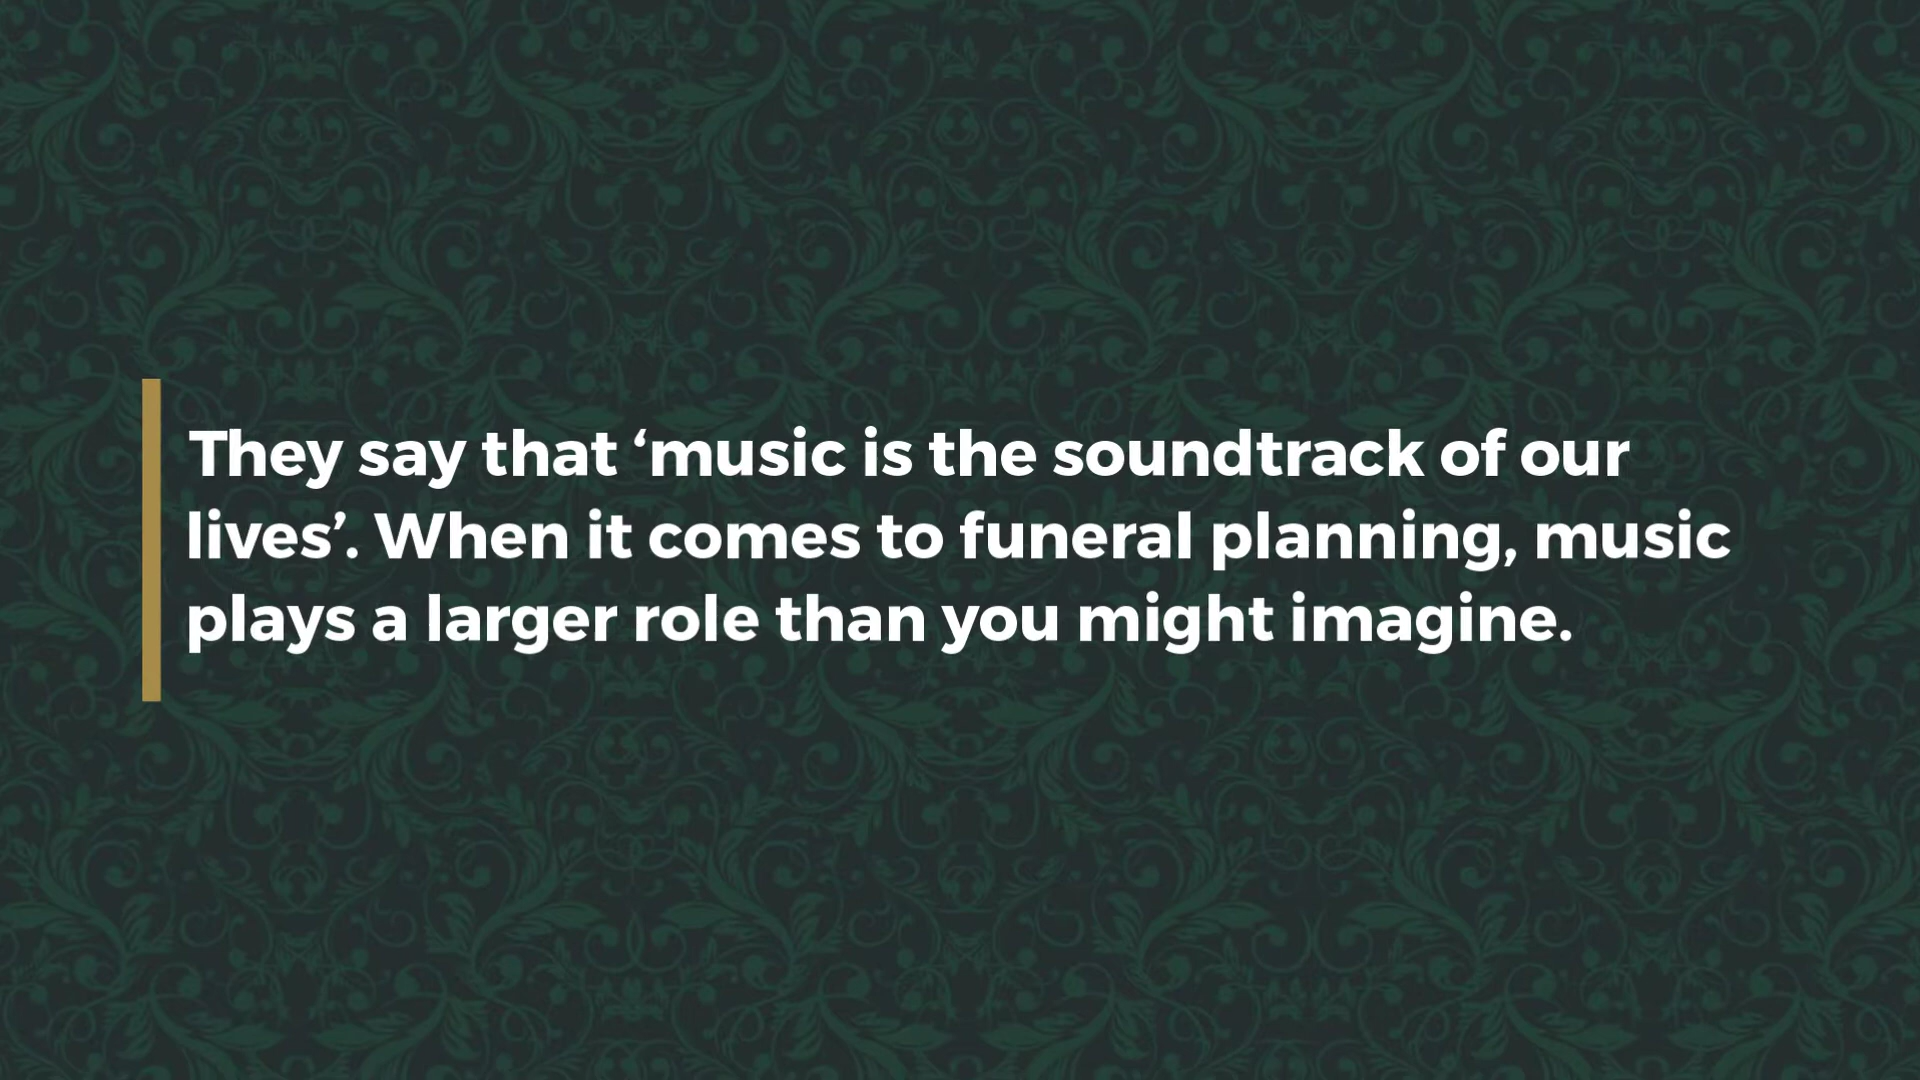 They say that ‘music is the soundtrack of our
lives’. When it comes to funeral planning, music
plays a larger role than you might imagine.